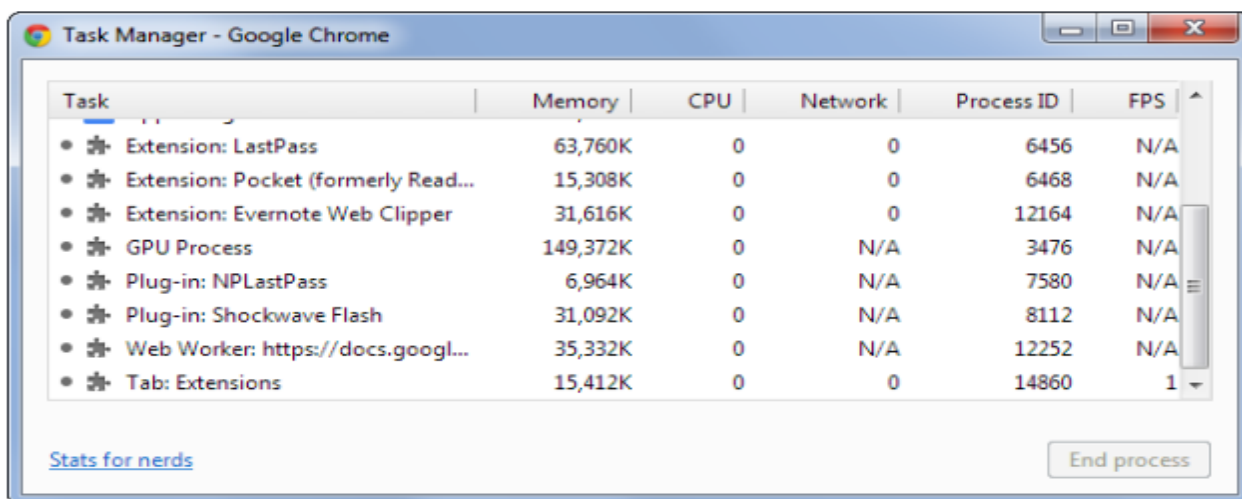 Task Manager - Google Chrome
Task Memory CPU Network Process ID FPS
Extension: LastPass 63,760K 0 0 6456 N/A
Extension: Pocket (formerly Read... 15,308K 0 0 6468 N/A
Extension: Evernote Web Clipper 31,616K 0 0 12164 N/A
GPU Process 149,372K 0 N/A 3476 N/A
Plug-in: NPLastPass 6,964K 0 N/A 7580 N/A
Plug-in: Shockwave Flash 31,092K 0 N/A 8112 N/A
Web Worker: https://docs.googl... 35,332K 0 N/A 12252 N/A
Tab: Extensions 15,412K 0 0 14860 1
Stats for nerds End process